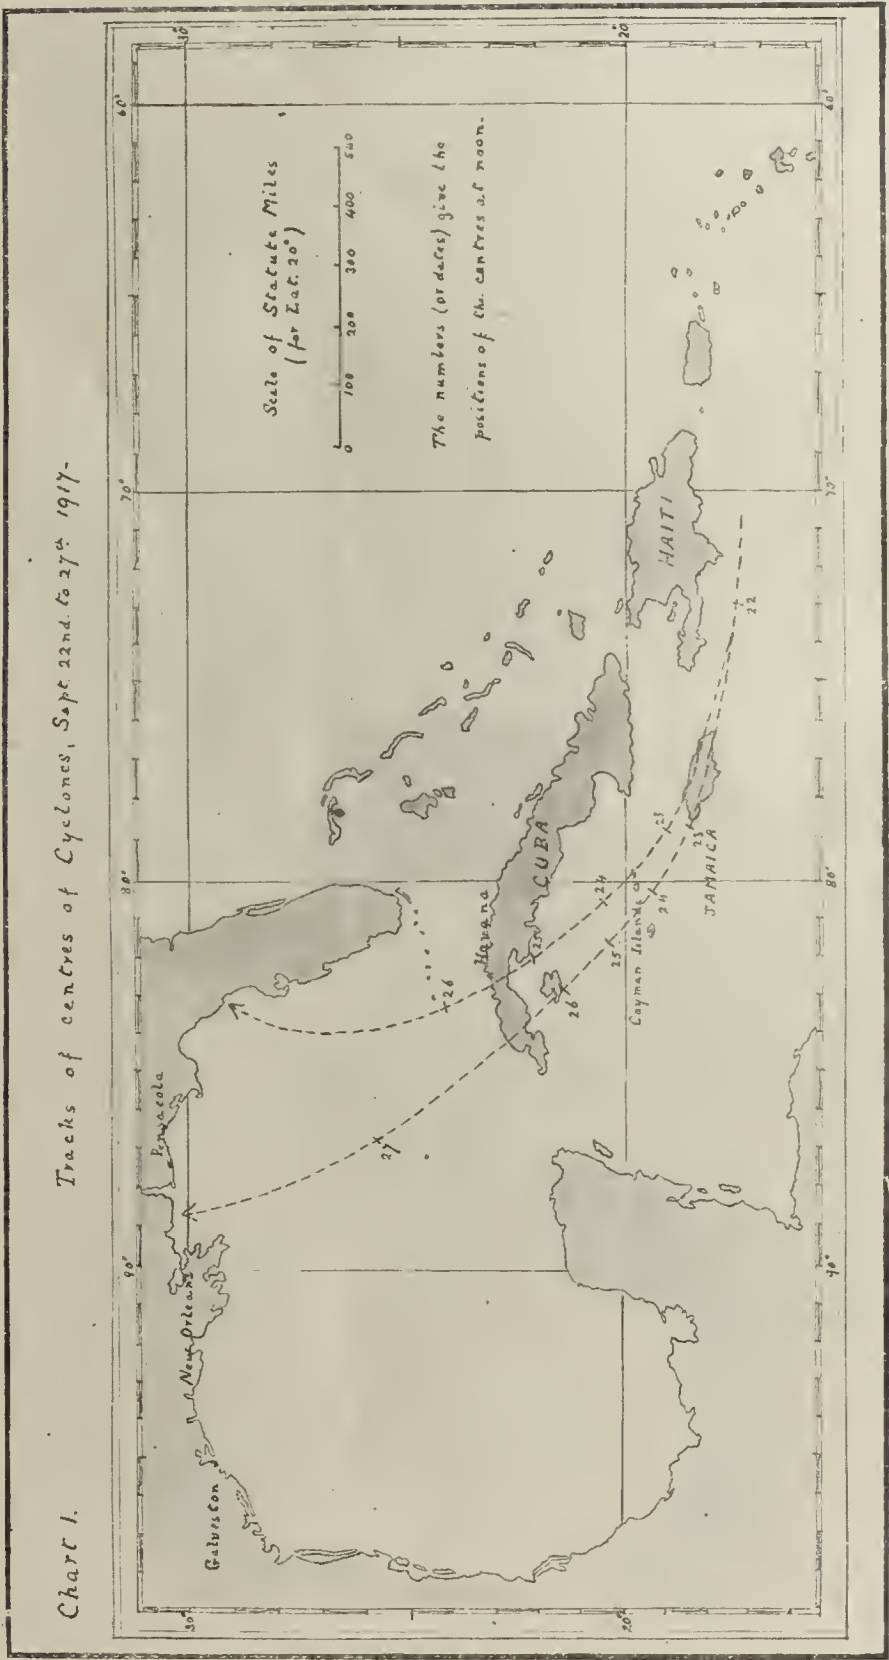 Chart 1.
Tracks of centres of Cyclones, Sept. 22nd. to 27th 1917-
90°
80°
70°
60°
30°
30°
Galveston
New Orleans
Pensacola
Scale of Statute Miles
(for Lat. 20°)
0 100 200 300 400 500
The numbers (or dates) give the
positions of the centres at noon.
27
26
Havana
CUBA
25
24
26
25
24
23
23
22
Cayman Islands
JAMAICA
HAITI
20°
20°
90°
80°
70°
60°